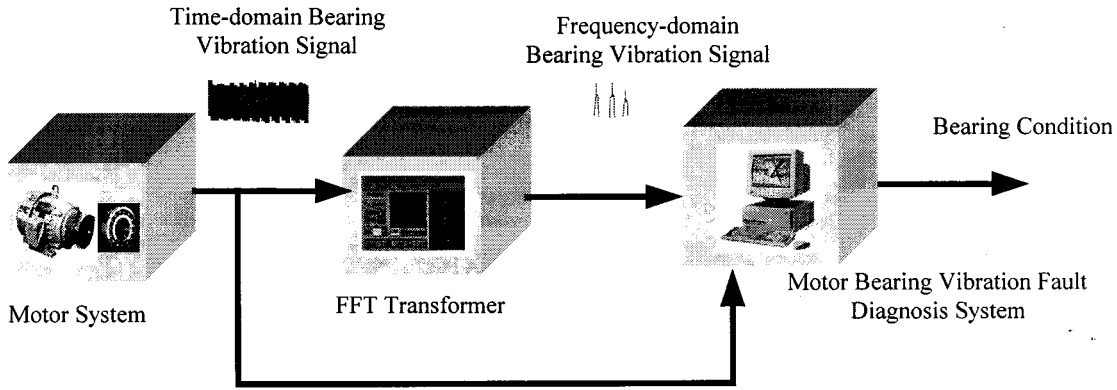 Time-domain Bearing
Vibration Signal
Frequency-domain
Bearing Vibration Signal
Bearing Condition
Motor System
FFT Transformer
Motor Bearing Vibration Fault
Diagnosis System